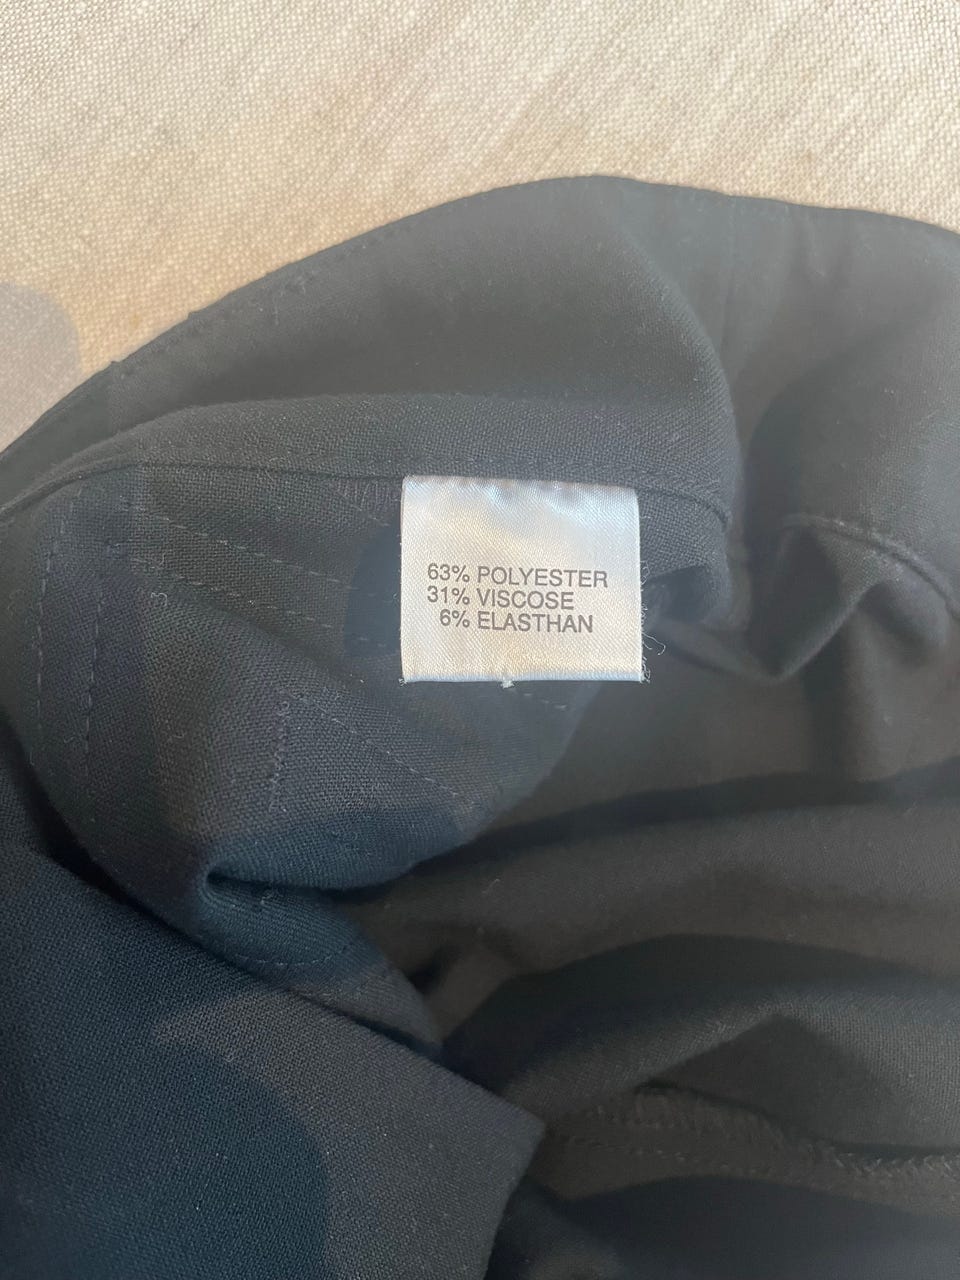 63% POLYESTER
31% VISCOSE
6% ELASTHAN